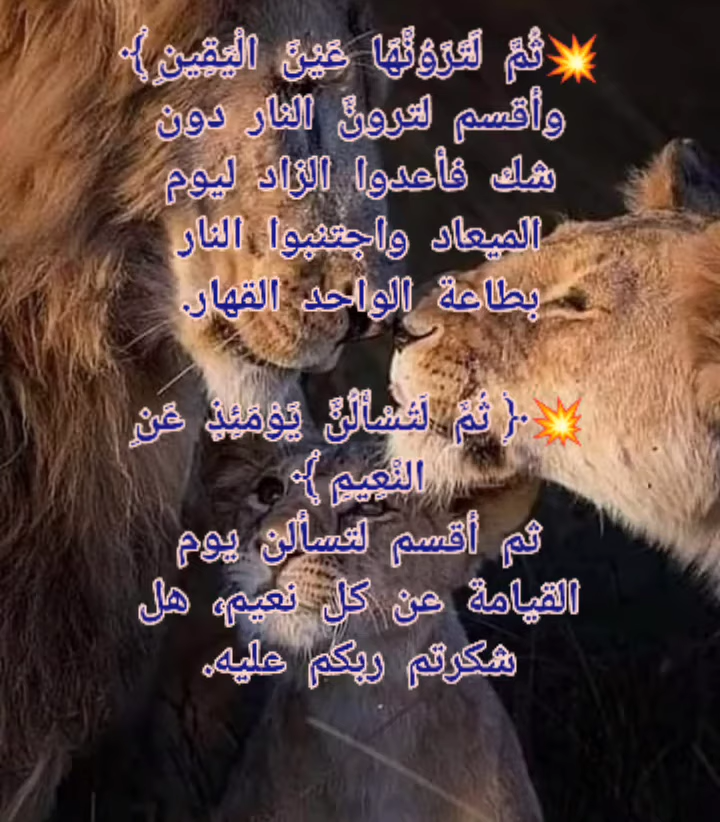 💥ثُمَّ لَتَرَوُنَّهَا عَيْنَ الْيَقِينِ ﴾
وأقسم لترونَّ النار دون
شك فأعدوا الزاد ليوم
الميعاد واجتنبوا النار
بطاعة الواحد القهار.
💥﴿ ثُمَّ لَتُسْأَلُنَّ يَوْمَئِذٍ عَنِ
النَّعِيمِ ﴾
ثم أقسم لتسألن يوم
القيامة عن كل نعيم، هل
شكرتم ربكم عليه.